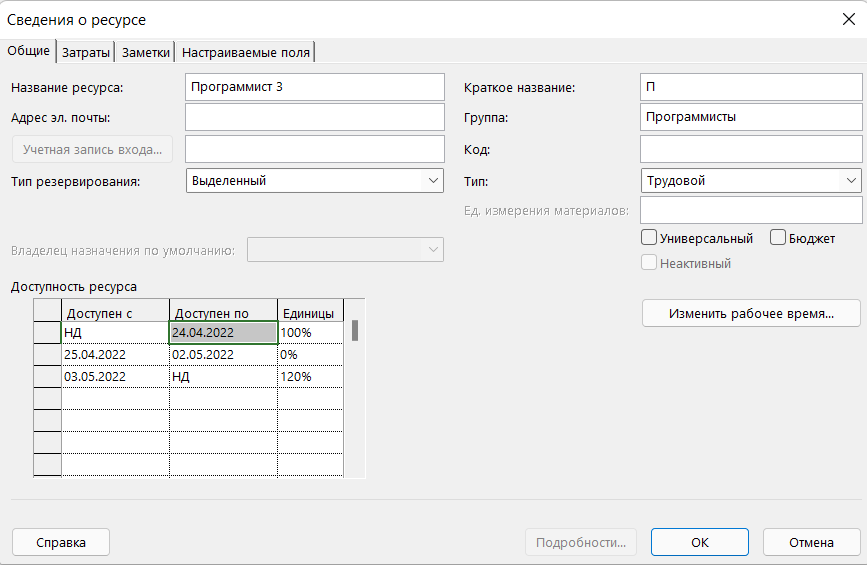 Сведения о ресурсе
Общие Затраты Заметки Настраиваемые поля
Название ресурса: Программист 3 Краткое название: П
Адрес эл. почты: Группа: Программисты
Учетная запись входа... Код:
Тип резервирования: Выделенный Тип: Трудовой
Ед. измерения материалов:
Универсальный Бюджет
Владелец назначения по умолчанию:
Неактивный
Доступность ресурса
Изменить рабочее время...
Доступен с Доступен по Единицы
НД 24.04.2022 100%
25.04.2022 02.05.2022 0%
03.05.2022 НД 120%
Справка Подробности... ОК Отмена